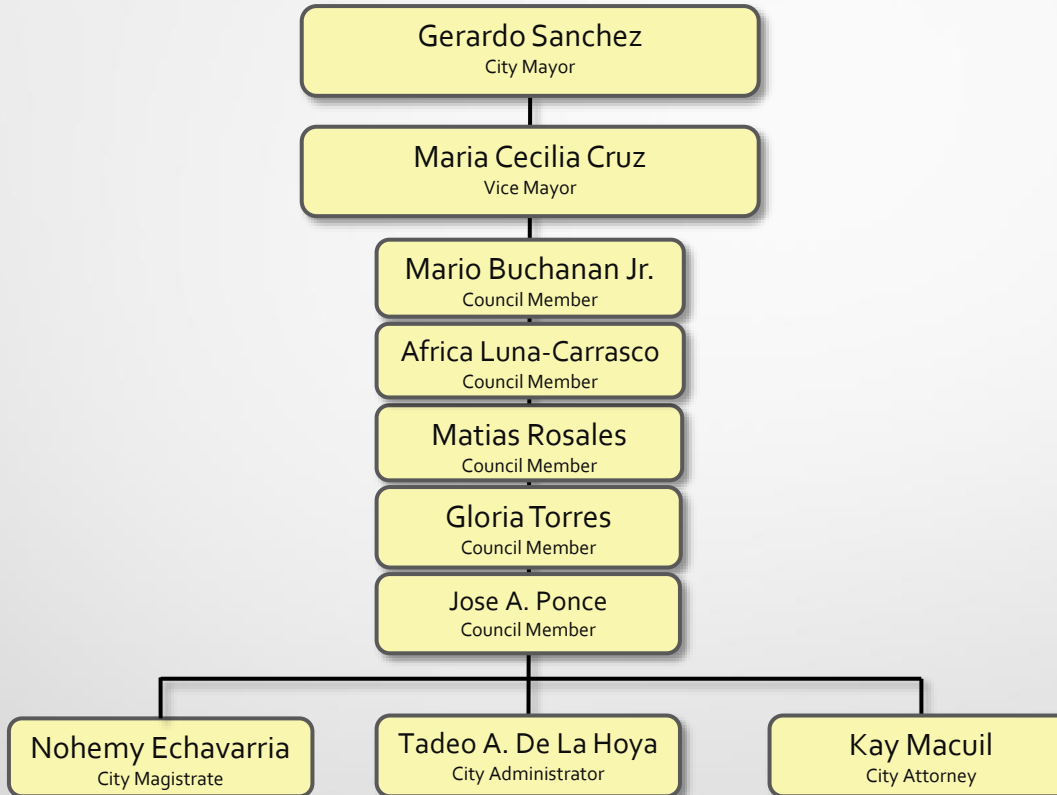 Gerardo Sanchez
City Mayor
Maria Cecilia Cruz
Vice Mayor
Mario Buchanan Jr.
Council Member
Africa Luna-Carrasco
Council Member
Matias Rosales
Council Member
Gloria Torres
Council Member
Jose A. Ponce
Council Member
Nohemy Echavarria
City Magistrate
Tadeo A. De La Hoya
City Administrator
Kay Macuil
City Attorney